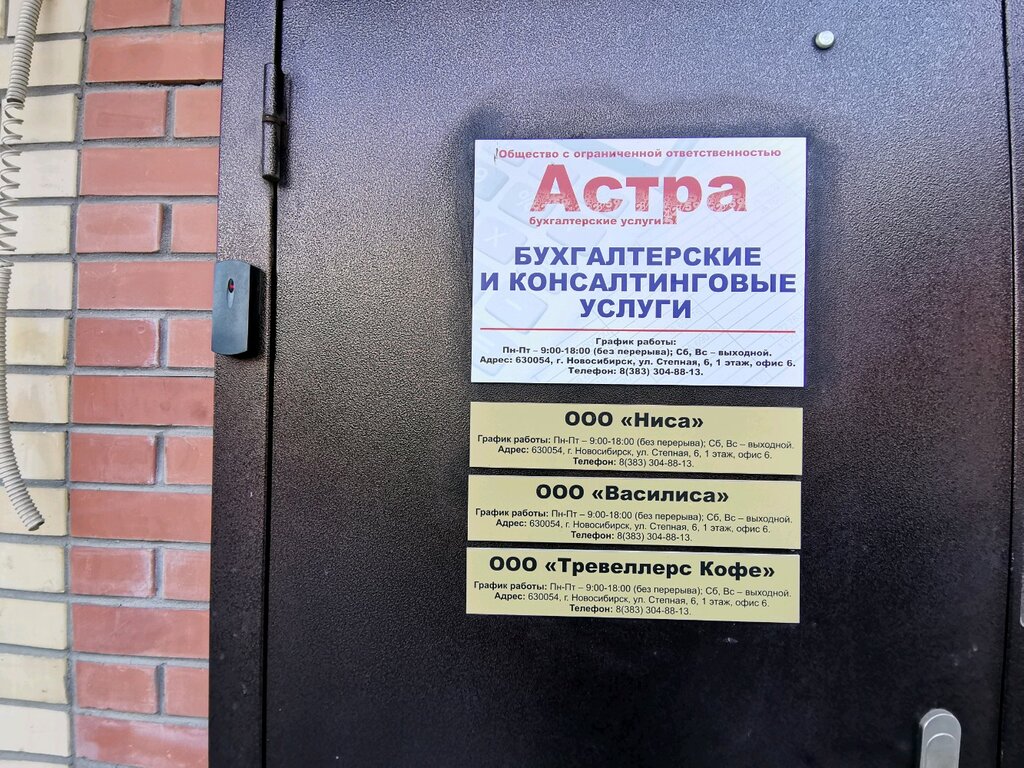 Общество с ограниченной ответственностью
Астра
бухгалтерские услуги
БУХГАЛТЕРСКИЕ
И КОНСАЛТИНГОВЫЕ
УСЛУГИ
График работы:
Пн-Пт – 9:00-18:00 (без перерыва); Сб, Вс – выходной.
Адрес: 630054, г. Новосибирск, ул. Степная, 6, 1 этаж, офис 6.
Телефон: 8(383) 304-88-13.
ООО «Ниса»
График работы: Пн-Пт – 9:00-18:00 (без перерыва); Сб, Вс – выходной.
Адрес: 630054, г. Новосибирск, ул. Степная, 6, 1 этаж, офис 6.
Телефон: 8(383) 304-88-13.
ООО «Василиса»
График работы: Пн-Пт – 9:00-18:00 (без перерыва); Сб, Вс – выходной.
Адрес: 630054, г. Новосибирск, ул. Степная, 6, 1 этаж, офис 6.
Телефон: 8(383) 304-88-13.
ООО «Тревеллерс Кофе»
График работы: Пн-Пт – 9:00-18:00 (без перерыва); Сб, Вс – выходной.
Адрес: 630054, г. Новосибирск, ул. Степная, 6, 1 этаж, офис 6.
Телефон: 8(383) 304-88-13.